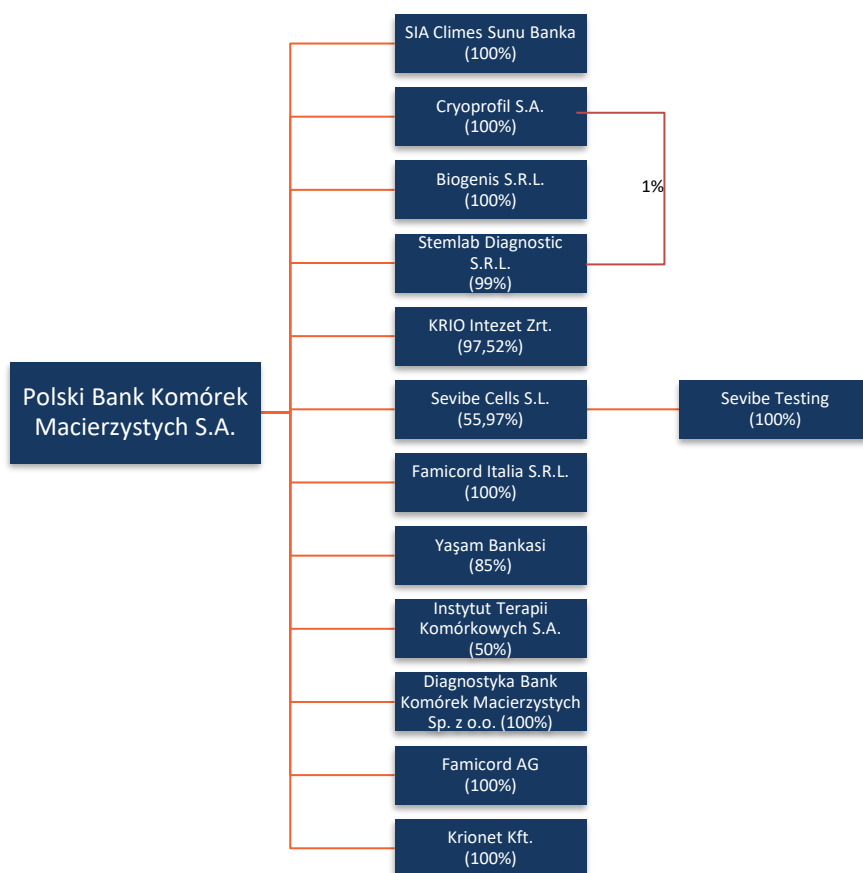 SIA Climes Sunu Banka
(100%)
Cryoprofil S.A.
(100%)
1%
Biogenis S.R.L.
(100%)
Stemlab Diagnostic
S.R.L.
(99%)
KRIO Intezet Zrt.
(97,52%)
Polski Bank Komórek
Macierzystych S.A.
Sevibe Cells S.L.
(55,97%)
Sevibe Testing
(100%)
Famicord Italia S.R.L.
(100%)
Yaşam Bankasi
(85%)
Instytut Terapii
Komórkowych S.A.
(50%)
Diagnostyka Bank
Komórek Macierzystych
Sp. z o.o. (100%)
Famicord AG
(100%)
Krionet Kft.
(100%)